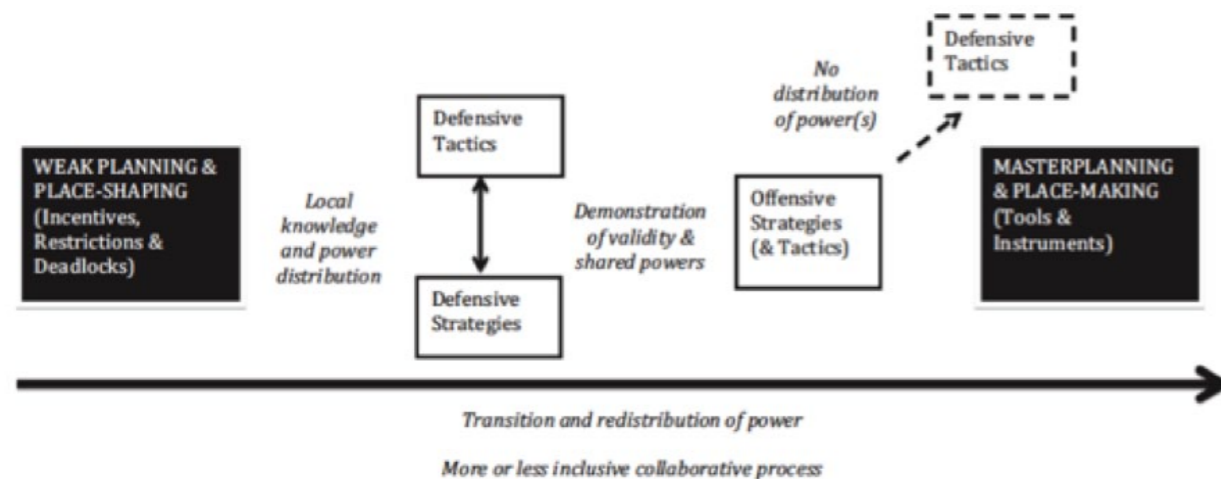 WEAK PLANNING &
PLACE-SHAPING
(Incentives,
Restrictions &
Deadlocks)
Local
knowledge
and power
distribution
Defensive
Tactics
Defensive
Strategies
Demonstration
of validity &
shared powers
Offensive
Strategies
(& Tactics)
No
distribution
of power(s)
Defensive
Tactics
MASTERPLANNING
& PLACE-MAKING
(Tools &
Instruments)
Transition and redistribution of power
More or less inclusive collaborative process